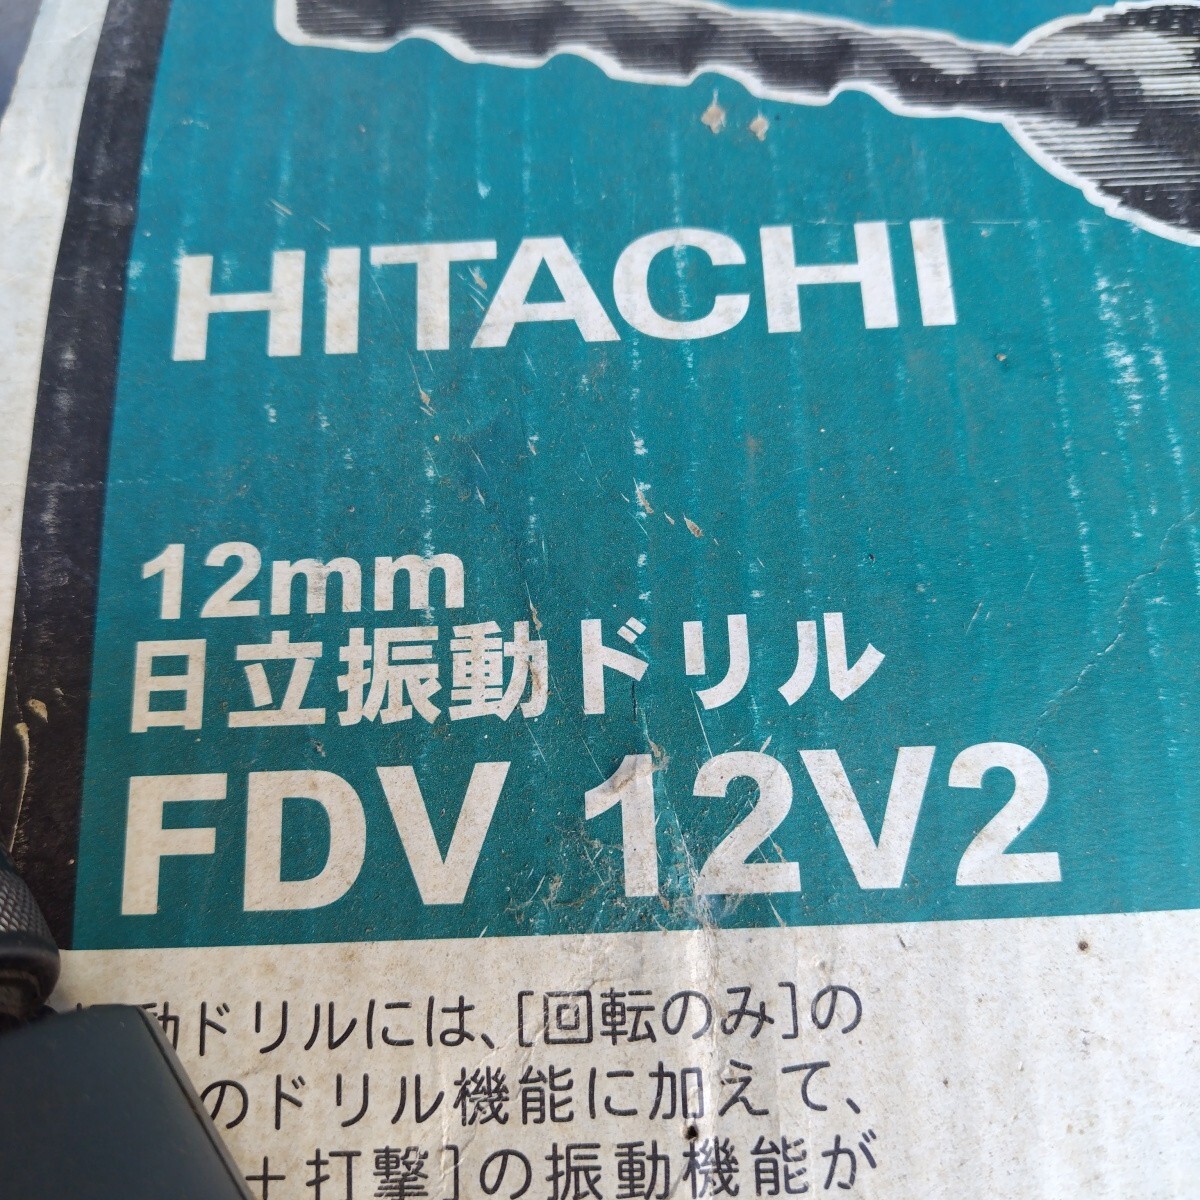 HITACHI
12mm
日立振動ドリル
FDV 12V2
動ドリルには、[回転のみ]の
のドリル機能に加えて、
+打撃]の振動機能が